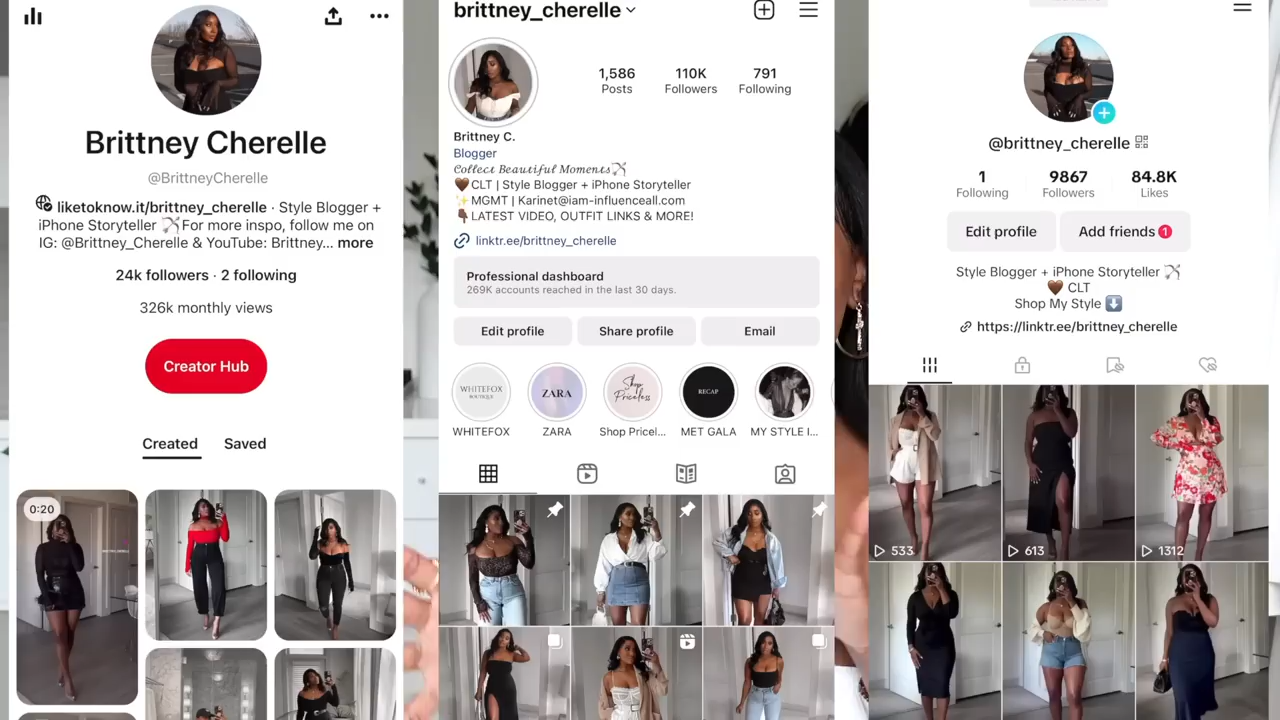 Brittney Cherelle
@BrittneyCherelle
liketoknow.it/brittney_cherelle · Style Blogger +
iPhone Storyteller For more inspo, follow me on
IG: @Brittney_Cherelle & YouTube: Brittney... more
24k followers · 2 following
326k monthly views
Creator Hub
Created
Saved
0:20
brittney_cherelle
1,586
110K
791
Posts
Followers
Following
Brittney C.
Blogger
Collect Beautiful Moments
🤎CLT | Style Blogger + iPhone Storyteller
✨MGMT | Karinet@iam-influenceall.com
👇🏾LATEST VIDEO, OUTFIT LINKS & MORE!
linktr.ee/brittney_cherelle
Professional dashboard
269K accounts reached in the last 30 days.
Edit profile
Share profile
Email
WHITEFOX
BOUTIQUE
ZARA
Shop
Priceless
RECAP
WHITEFOX
ZARA
Shop Pricel...
MET GALA
MY STYLE I...
@brittney_cherelle
1
9867
84.8K
Following
Followers
Likes
Edit profile
Add friends 1
Style Blogger + iPhone Storyteller
🤎 CLT
Shop My Style ⬇️
https://linktr.ee/brittney_cherelle
533
613
1312